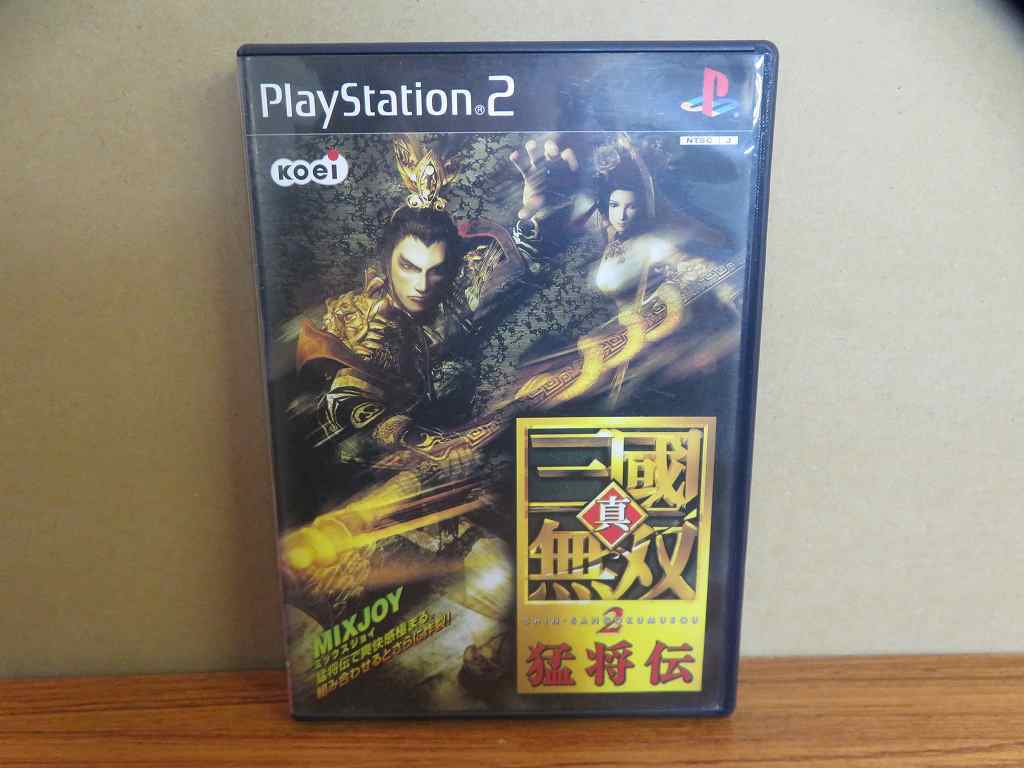 PlayStation®2
NTSC J
KOEI
三國
真
無双
2
SHIN・SANGOKUMUSOU
猛将伝
MIXJOY
ミックスジョイ
猛将伝で爽快感極まる
組み合わせるとさらに炸裂!